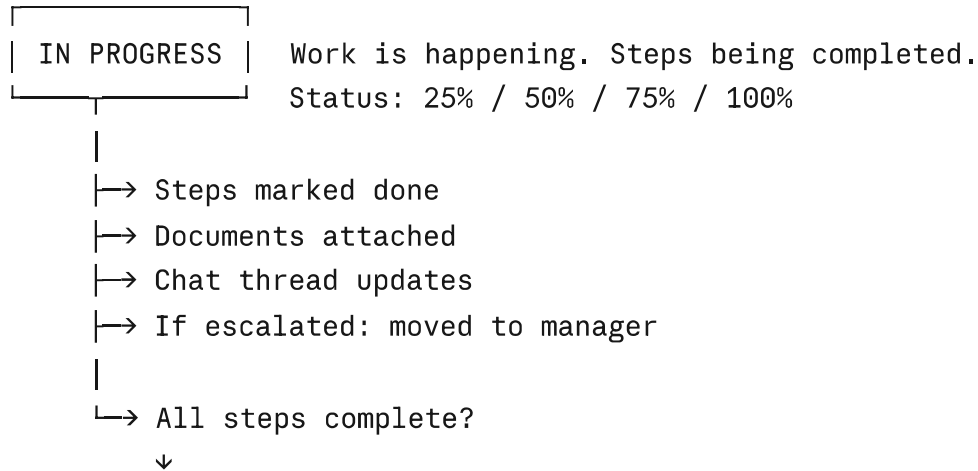 IN PROGRESS Work is happening. Steps being completed.
Status: 25% / 50% / 75% / 100%
Steps marked done
Documents attached
Chat thread updates
If escalated: moved to manager
All steps complete?